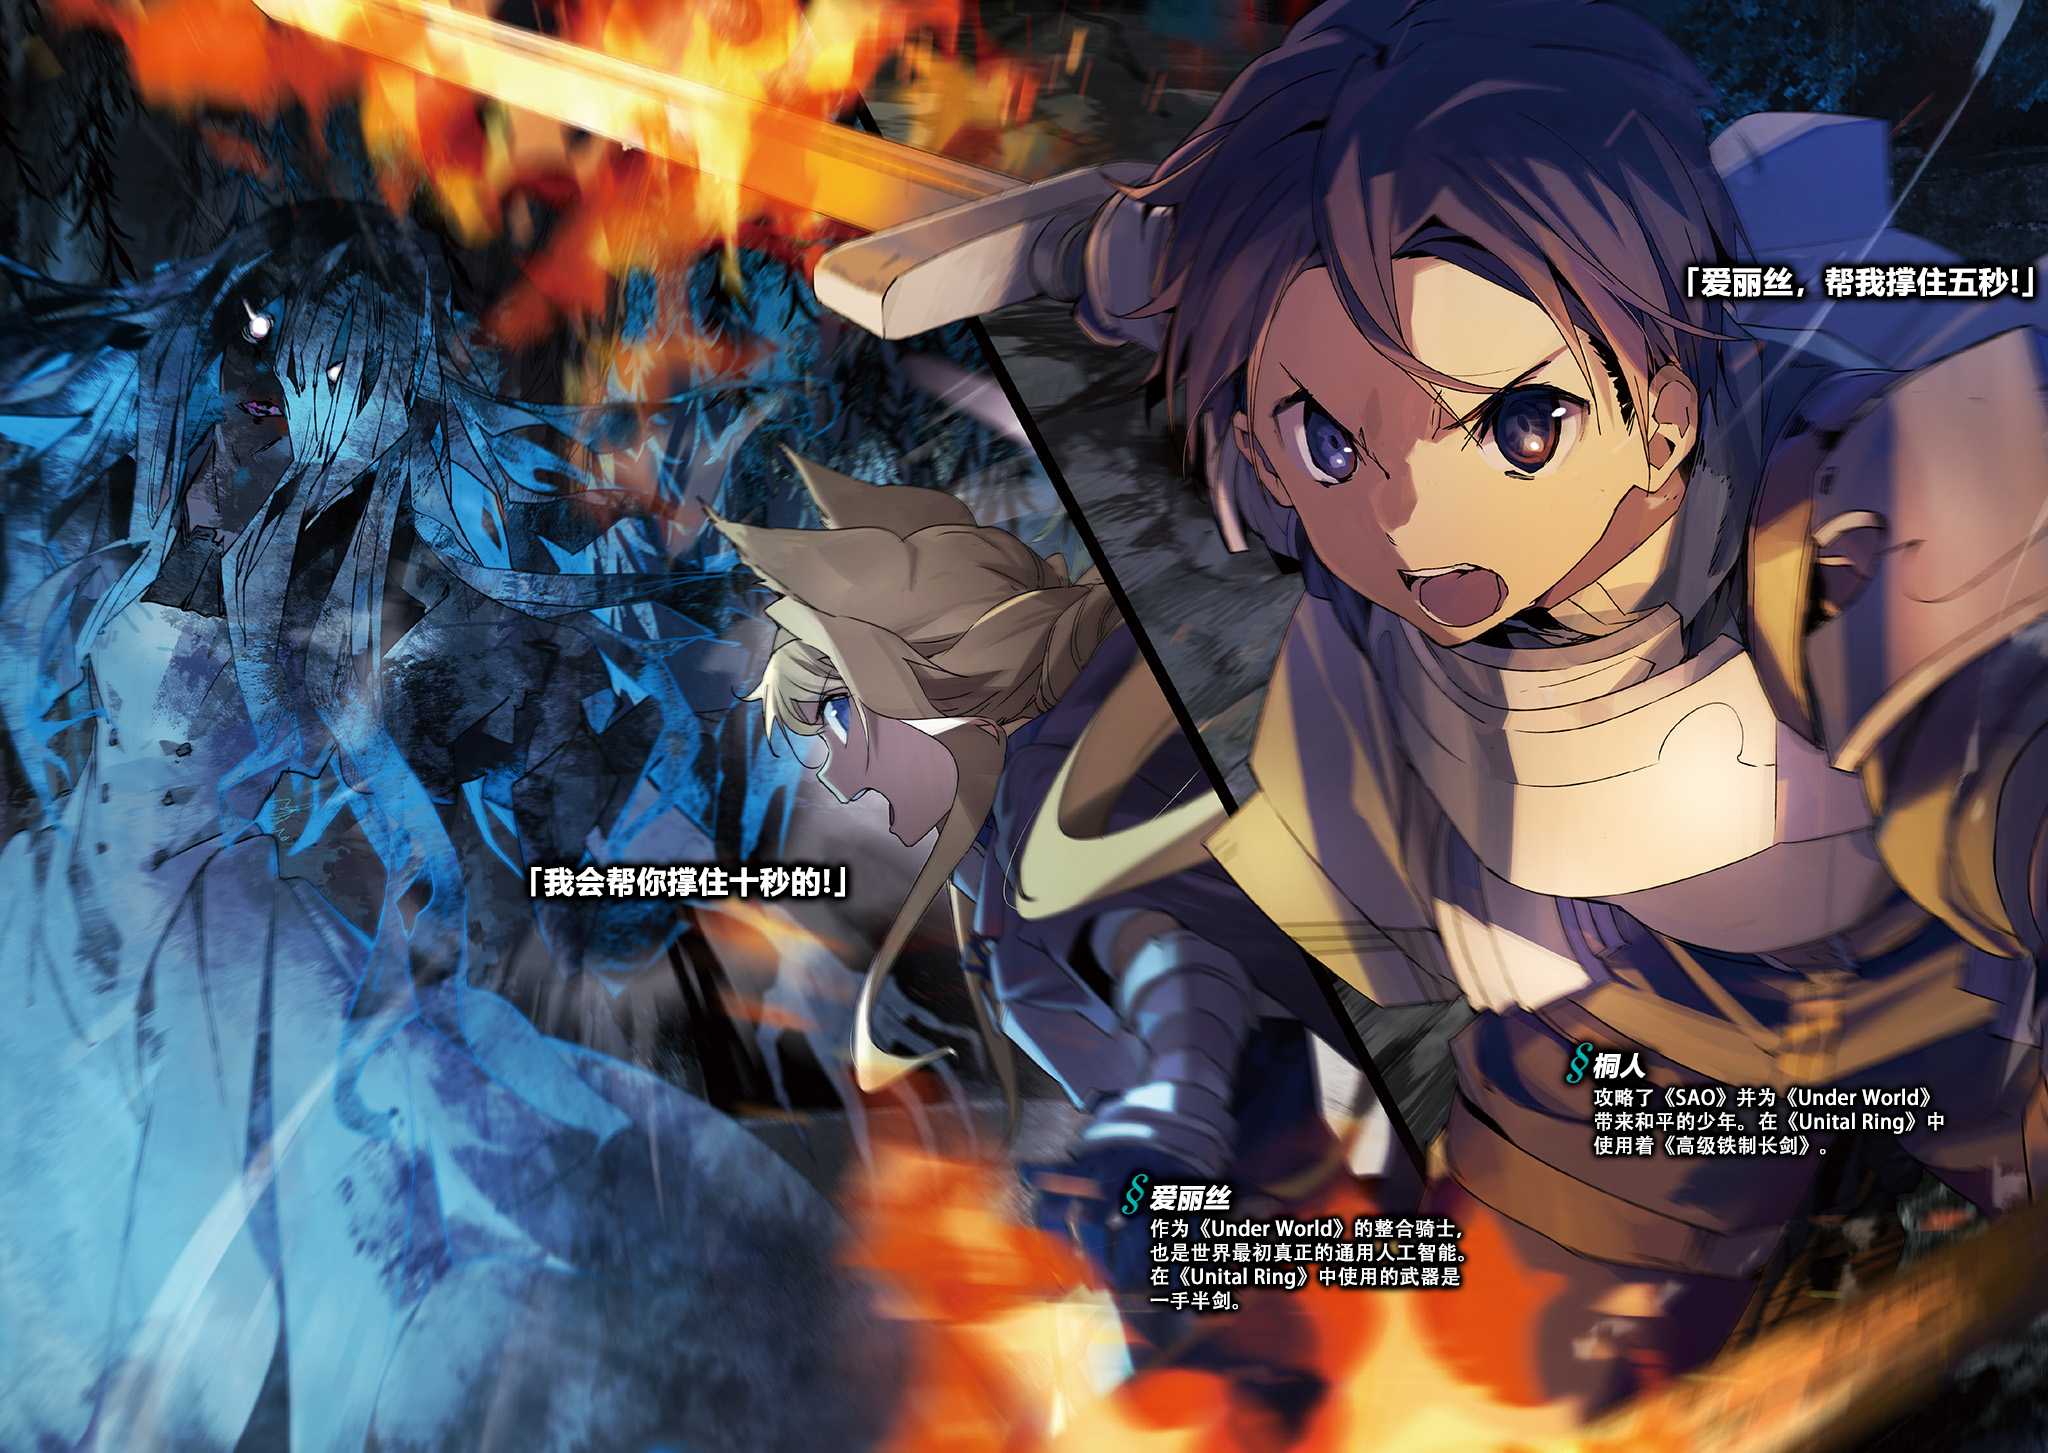 「爱丽丝，帮我撑住五秒!」
「我会帮你撑住十秒的!」
§桐人
攻略了《SAO》并为《Under World》
带来和平的少年。在《Unital Ring》中
使用着《高级铁制长剑》。
§爱丽丝
作为《Under World》的整合骑士，
也是世界最初真正的通用人工智能。
在《Unital Ring》中使用的武器是
一手半剑。